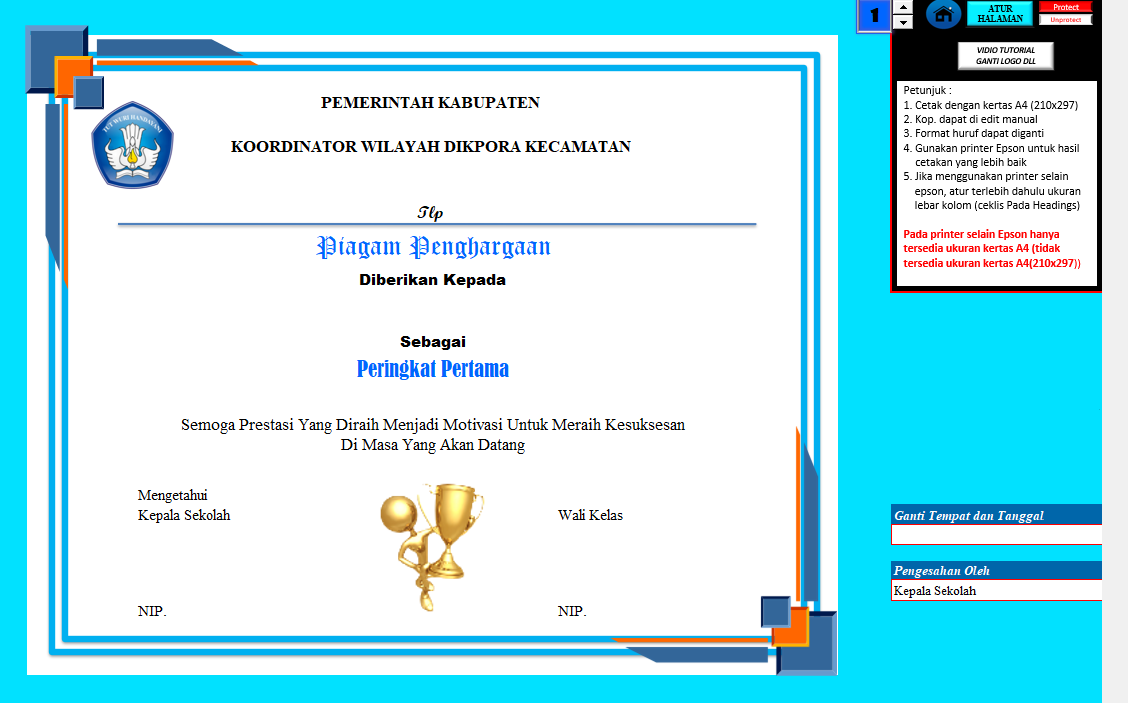 1
ATUR
HALAMAN
Protect
Unprotect
VIDIO TUTORIAL
GANTI LOGO DLL
Petunjuk :
1. Cetak dengan kertas A4 (210x297)
2. Kop. dapat di edit manual
3. Format huruf dapat diganti
4. Gunakan printer Epson untuk hasil
cetakan yang lebih baik
5. Jika menggunakan printer selain
epson, atur terlebih dahulu ukuran
lebar kolom (ceklis Pada Headings)
Pada printer selain Epson hanya
tersedia ukuran kertas A4 (tidak
tersedia ukuran kertas A4(210x297))
TUT WURI HANDAYANI
PEMERINTAH KABUPATEN
KOORDINATOR WILAYAH DIKPORA KECAMATAN
Tlp
Piagam Penghargaan
Diberikan Kepada
Sebagai
Peringkat Pertama
Semoga Prestasi Yang Diraih Menjadi Motivasi Untuk Meraih Kesuksesan
Di Masa Yang Akan Datang
Mengetahui
Kepala Sekolah
Wali Kelas
NIP.
NIP.
Ganti Tempat dan Tanggal
Pengesahan Oleh
Kepala Sekolah